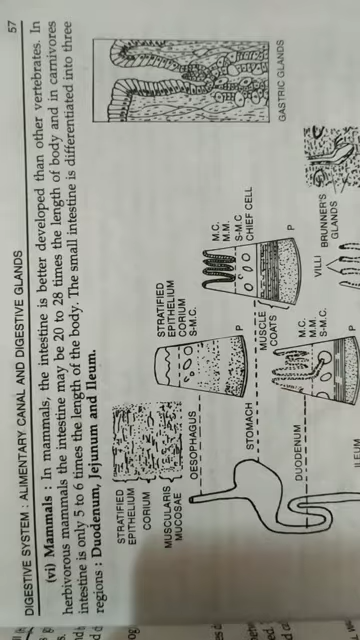 57
DIGESTIVE SYSTEM : ALIMENTARY CANAL AND DIGESTIVE GLANDS
(vi) Mammals : In mammals, the intestine is better developed than other vertebrates. In
herbivorous mammals the intestine may be 20 to 28 times the length of body and in carnivores
intestine is only 5 to 6 times the length of the body. The small intestine is differentiated into three
regions : Duodenum, Jejunum and Ileum.
GASTRIC GLANDS
STRATIFIED
EPITHELIUM
CORIUM
MUSCULARIS
MUCOSAE
OESOPHAGUS
STRATIFIED
EPITHELIUM
CORIUM
S-M.C.
P
STOMACH
M.C.
M.M.
S-M.C.
CHIEF CELL
P
MUSCLE
COATS
DUODENUM
M.C.
M.M.
S-M.C.
P
VILLI
BRUNNER'S
GLANDS
ILEUM